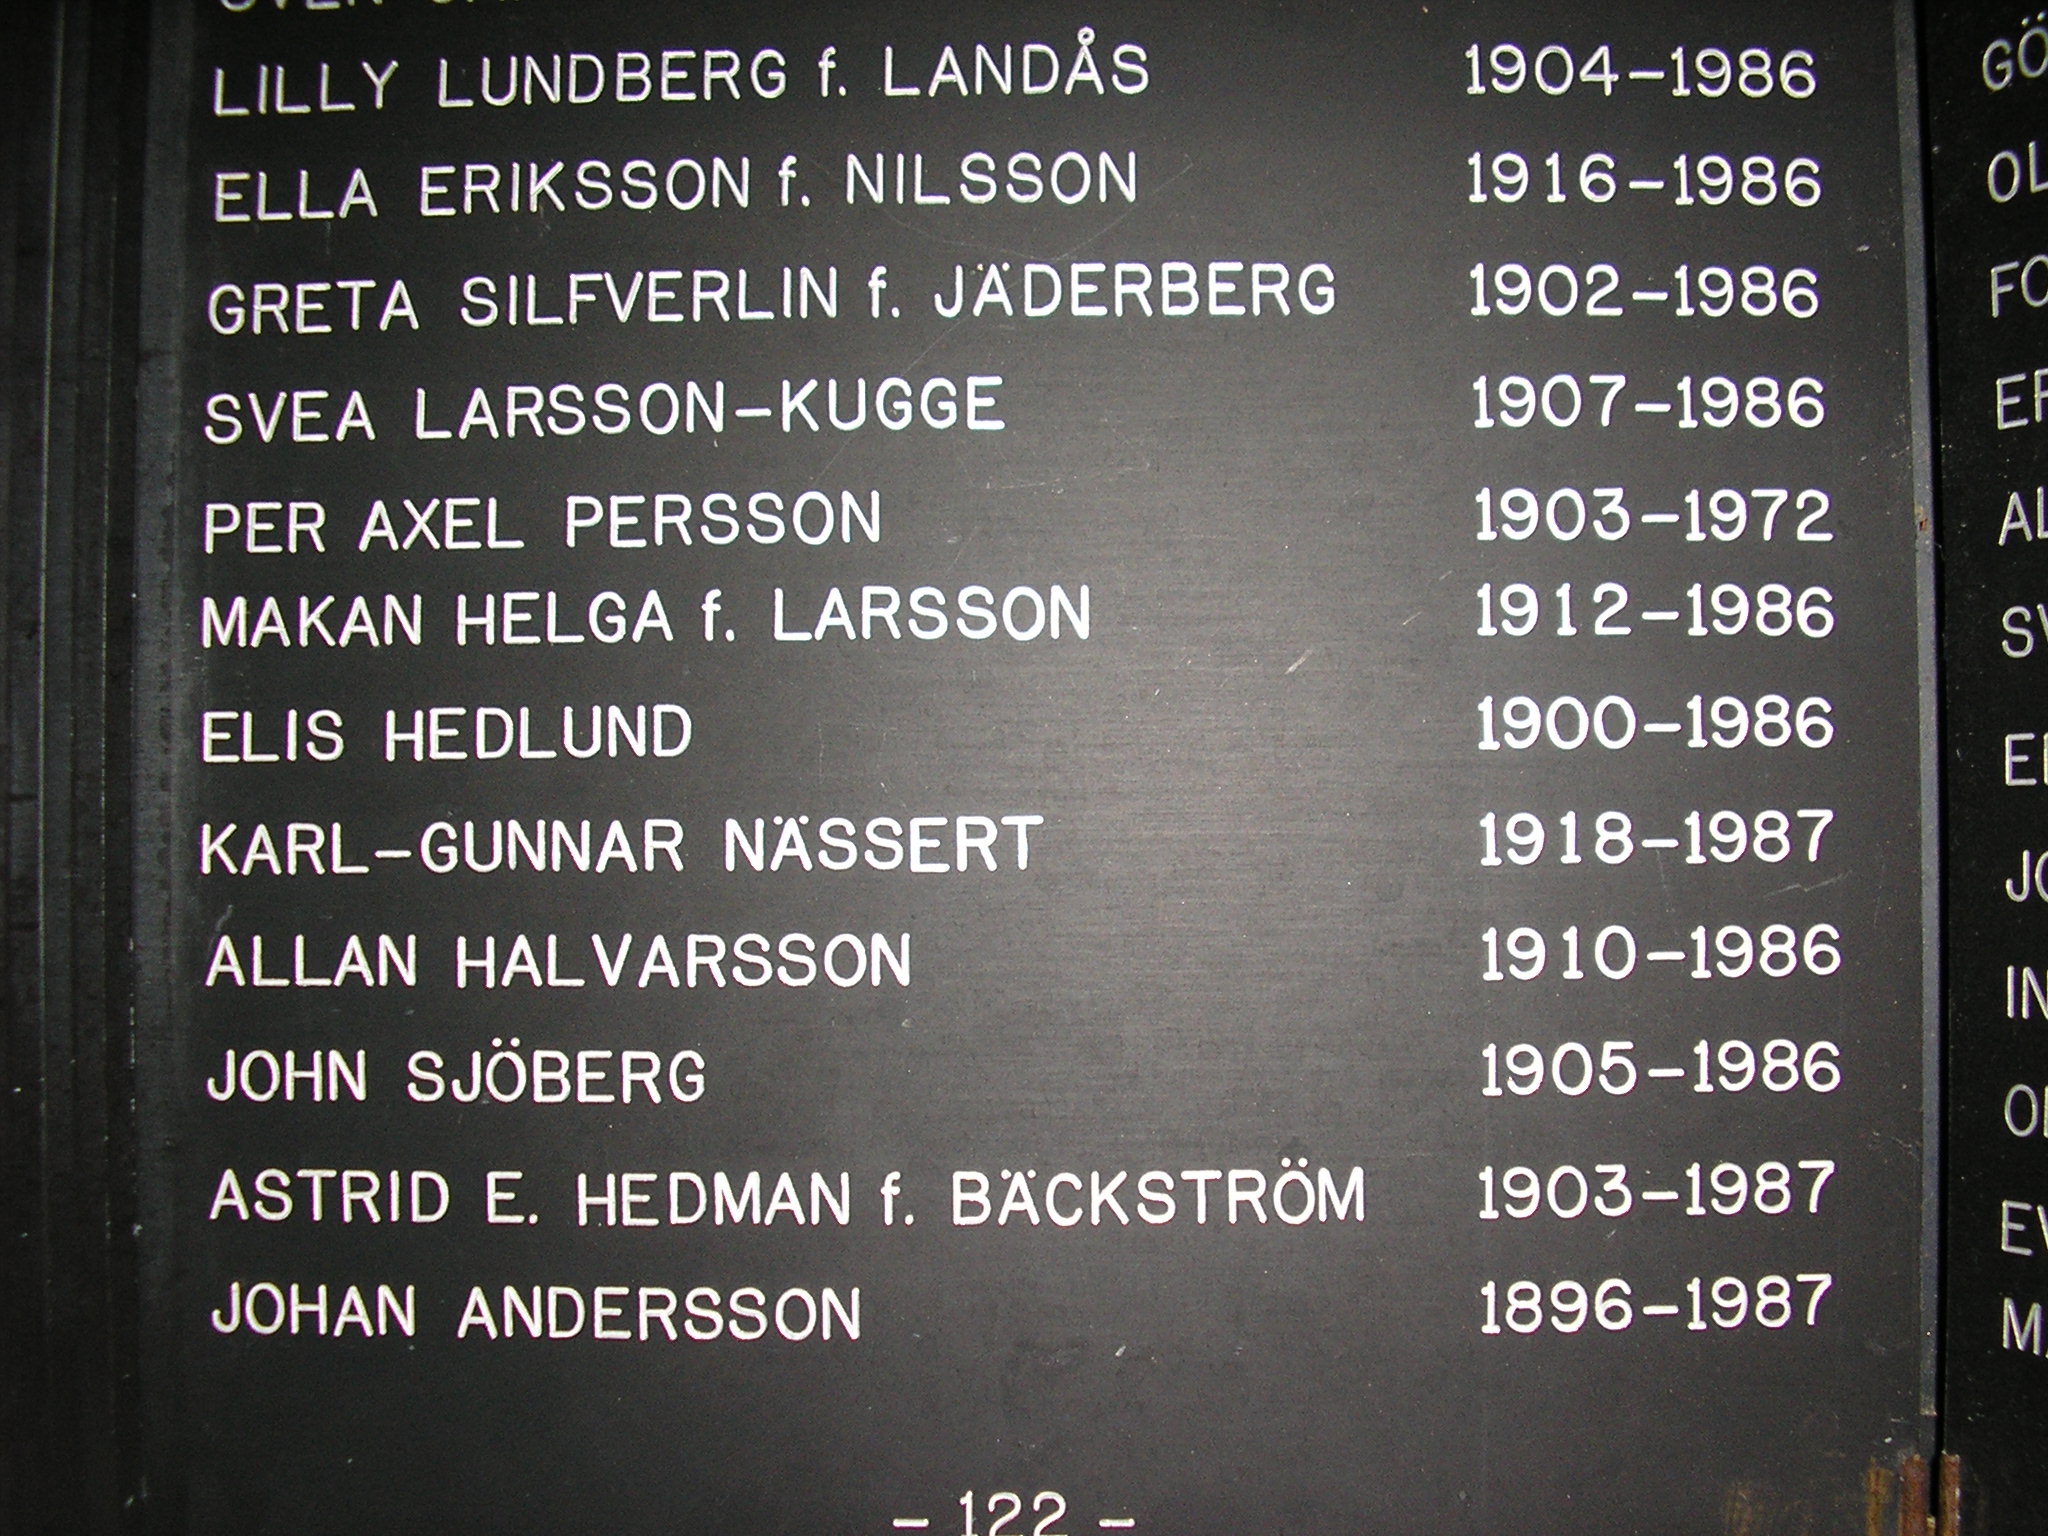 LILLY LUNDBERG f. LANDÅS 1904-1986
ELLA ERIKSSON f. NILSSON 1916-1986
GRETA SILFVERLIN f. JÄDERBERG 1902-1986
SVEA LARSSON-KUGGE 1907-1986
PER AXEL PERSSON 1903-1972
MAKAN HELGA f. LARSSON 1912-1986
ELIS HEDLUND 1900-1986
KARL-GUNNAR NÄSSERT 1918-1987
ALLAN HALVARSSON 1910-1986
JOHN SJÖBERG 1905-1986
ASTRID E. HEDMAN f. BÄCKSTRÖM 1903-1987
JOHAN ANDERSSON 1896-1987
- 122 -